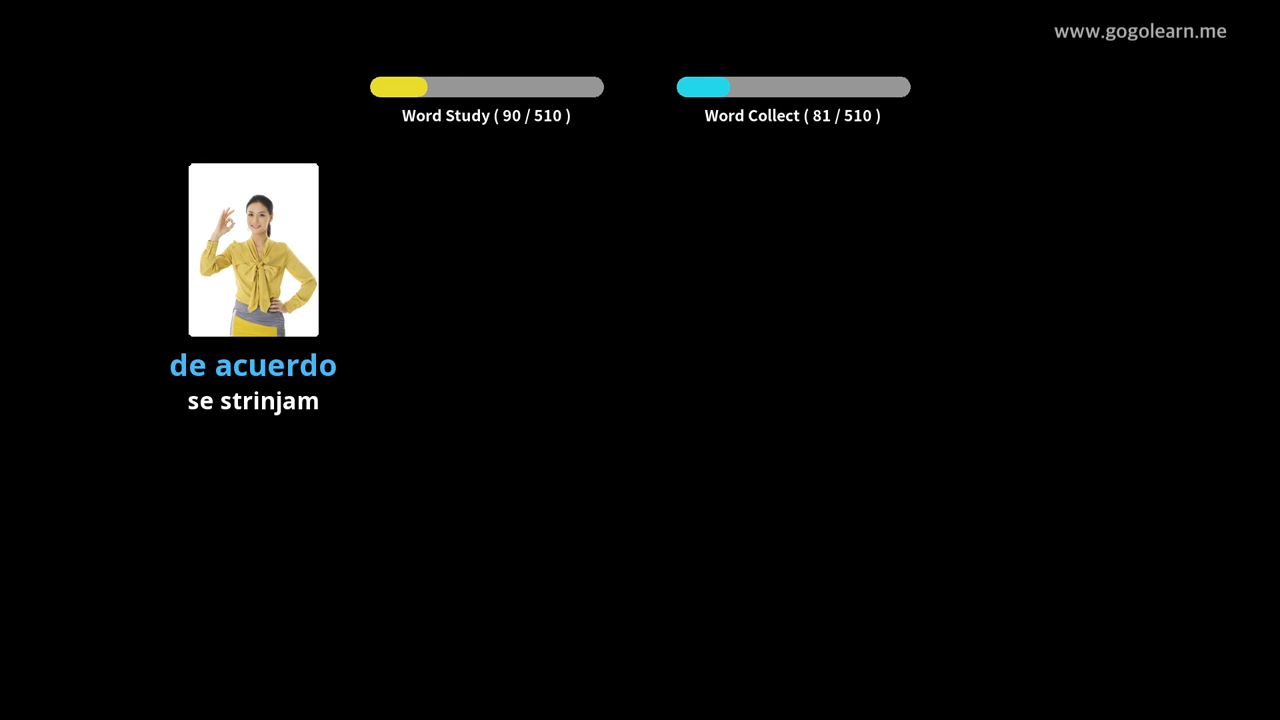 www.gogolearn.me
Word Study ( 90 / 510 )
Word Collect ( 81 / 510 )
de acuerdo
se strinjam